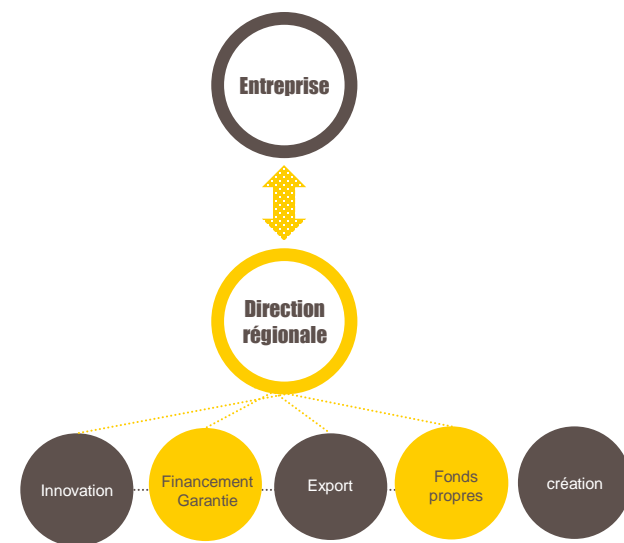 Entreprise
Direction
régionale
Innovation
Financement
Garantie
Export
Fonds
propres
création